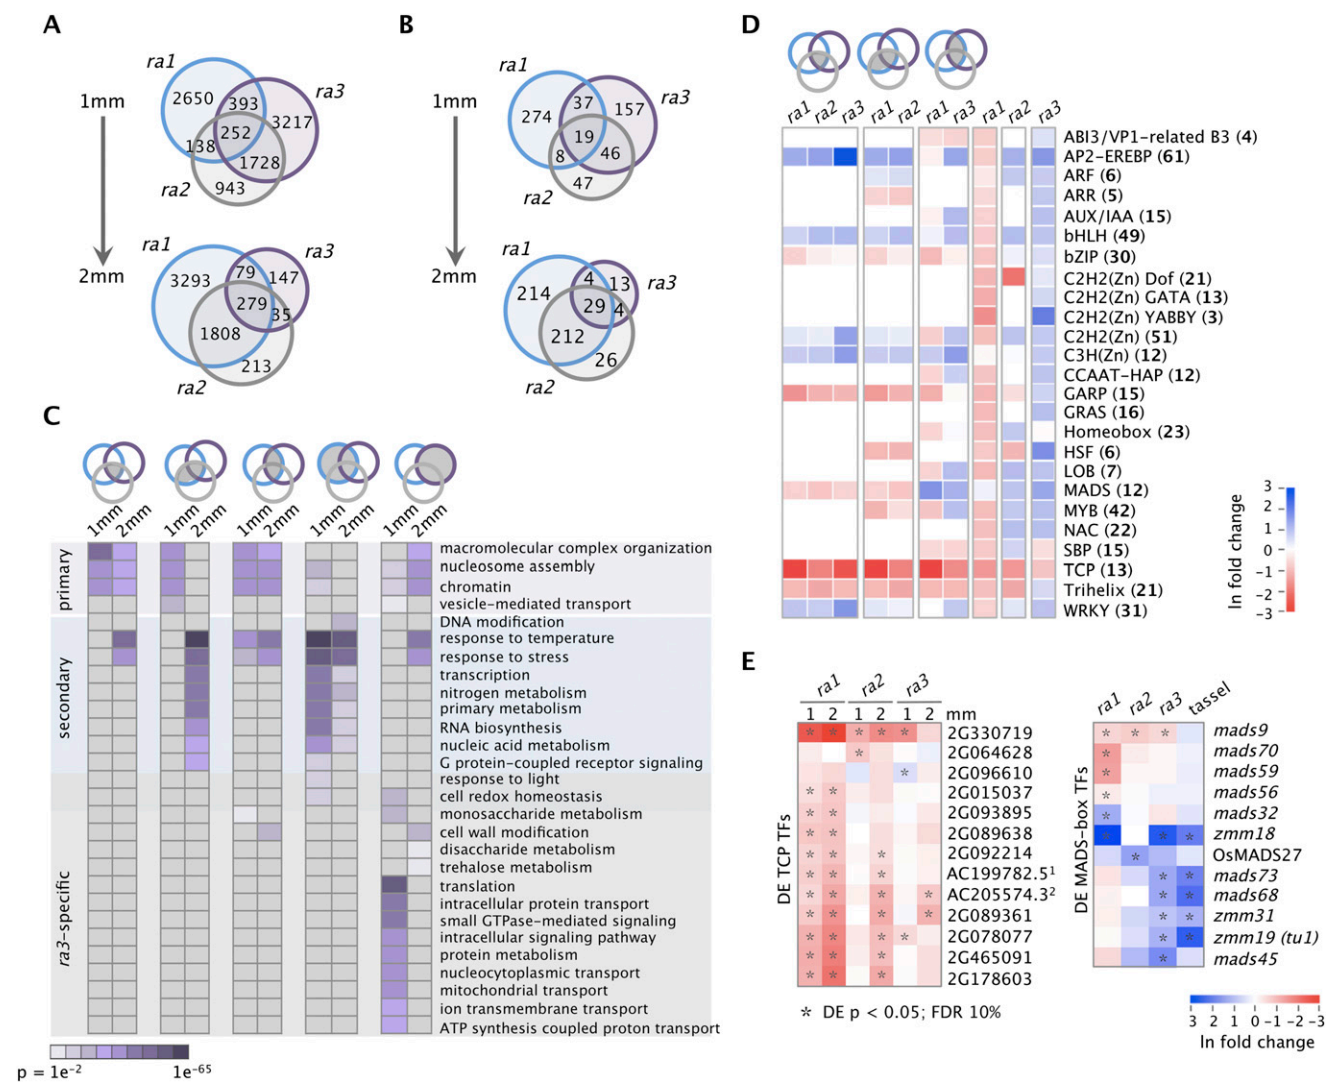 A
ra1
ra3
2650
393
3217
252
138
1728
943
ra2
1mm
2mm
ra1
ra3
3293
79
147
279
35
1808
213
ra2
B
ra1
ra3
274
37
157
19
8
46
47
ra2
1mm
2mm
ra1
ra3
214
4
13
29
4
212
26
ra2
C
1mm 2mm 1mm 2mm 1mm 2mm 1mm 2mm 1mm 2mm
primary
macromolecular complex organization
nucleosome assembly
chromatin
vesicle-mediated transport
secondary
DNA modification
response to temperature
response to stress
transcription
nitrogen metabolism
primary metabolism
RNA biosynthesis
nucleic acid metabolism
G protein-coupled receptor signaling
response to light
ra3-specific
cell redox homeostasis
monosaccharide metabolism
cell wall modification
disaccharide metabolism
trehalose metabolism
translation
intracellular protein transport
small GTPase-mediated signaling
intracellular signaling pathway
protein metabolism
nucleocytoplasmic transport
mitochondrial transport
ion transmembrane transport
ATP synthesis coupled proton transport
p = 1e⁻² 1e⁻⁶⁵
D
ra1 ra2 ra3 ra1 ra2 ra1 ra3 ra1 ra2 ra3
ABI3/VP1-related B3 (4)
AP2-EREBP (61)
ARF (6)
ARR (5)
AUX/IAA (15)
bHLH (49)
bZIP (30)
C2H2(Zn) Dof (21)
C2H2(Zn) GATA (13)
C2H2(Zn) YABBY (3)
C2H2(Zn) (51)
C3H(Zn) (12)
CCAAT-HAP (12)
GARP (15)
GRAS (16)
Homeobox (23)
HSF (6)
LOB (7)
MADS (12)
MYB (42)
NAC (22)
SBP (15)
TCP (13)
Trihelix (21)
WRKY (31)
ln fold change
3
2
1
0
-1
-2
-3
E
ra1 ra2 ra3
1 2 1 2 1 2 mm
DE TCP TFs
2G330719
2G064628
2G096610
2G015037
2G093895
2G089638
2G092214
AC199782.5¹
AC205574.3²
2G089361
2G078077
2G465091
2G178603
* DE p < 0.05; FDR 10%
ra1 ra2 ra3 tassel
DE MADS-box TFs
mads9
mads70
mads59
mads56
mads32
zmm18
OsMADS27
mads73
mads68
zmm31
zmm19 (tu1)
mads45
3 2 1 0 -1 -2 -3
ln fold change